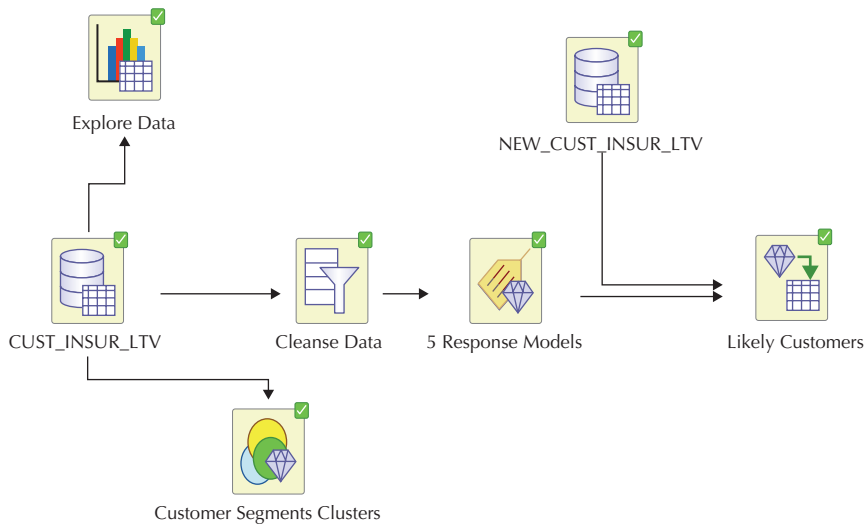 Explore Data
NEW_CUST_INSUR_LTV
CUST_INSUR_LTV
Cleanse Data
5 Response Models
Likely Customers
Customer Segments Clusters